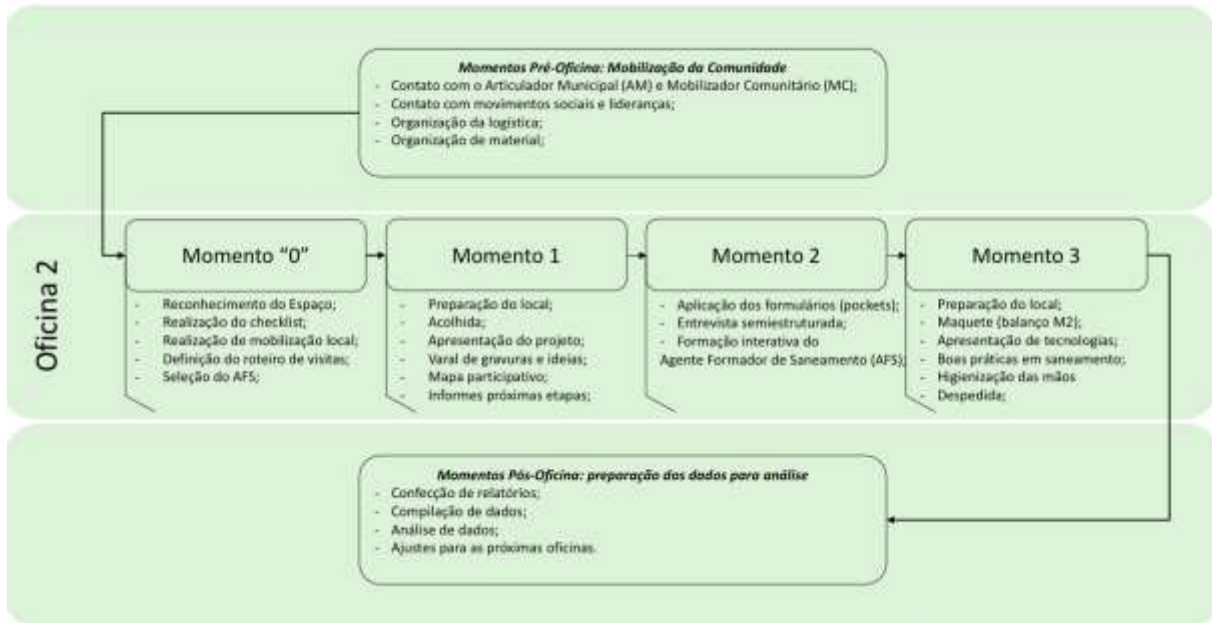 Momentos Pré-Oficina: Mobilização da Comunidade
- Contato com o Articulador Municipal (AM) e Mobilizador Comunitário (MC);
- Contato com movimentos sociais e lideranças;
- Organização da logística;
- Organização de material;
Oficina 2
Momento "0"
- Reconhecimento do Espaço;
- Realização do checklist;
- Realização de mobilização local;
- Definição do roteiro de visitas;
- Seleção do AFS;
Momento 1
- Preparação do local;
- Acolhida;
- Apresentação do projeto;
- Varal de gravuras e ideias;
- Mapa participativo;
- Informes próximas etapas;
Momento 2
- Aplicação dos formulários (pockets);
- Entrevista semiestruturada;
- Formação interativa do
Agente Formador de Saneamento (AFS);
Momento 3
- Preparação do local;
- Maquete (balanço M2);
- Apresentação de tecnologias;
- Boas práticas em saneamento;
- Higienização das mãos
- Despedida;
Momentos Pós-Oficina: preparação dos dados para análise
- Confecção de relatórios;
- Compilação de dados;
- Análise de dados;
- Ajustes para as próximas oficinas.